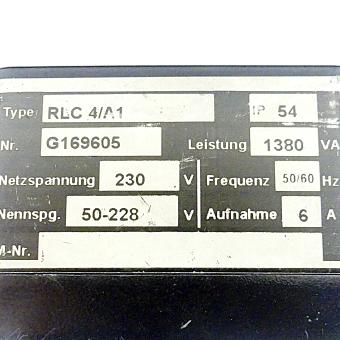 Type RLC 4/A1 IP 54
Nr. G169605 Leistung 1380 VA
Netzspannung 230 V Frequenz 50/60 Hz
Nennspg. 50-228 V Aufnahme 6 A
M-Nr.